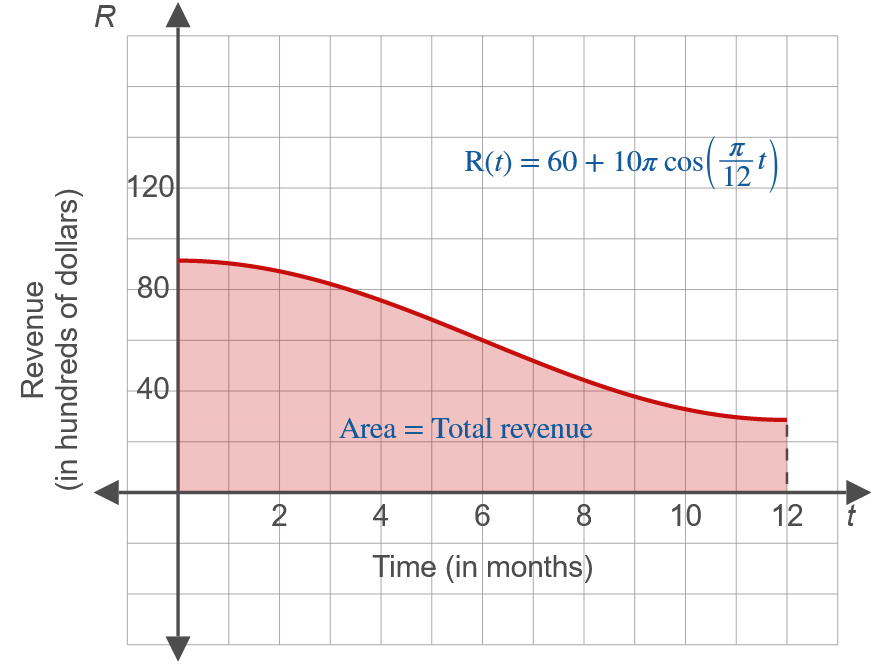 R
R(t) = 60 + 10π cos(π/12 t)
120
80
40
Revenue
(in hundreds of dollars)
Area = Total revenue
2 4 6 8 10 12 t
Time (in months)